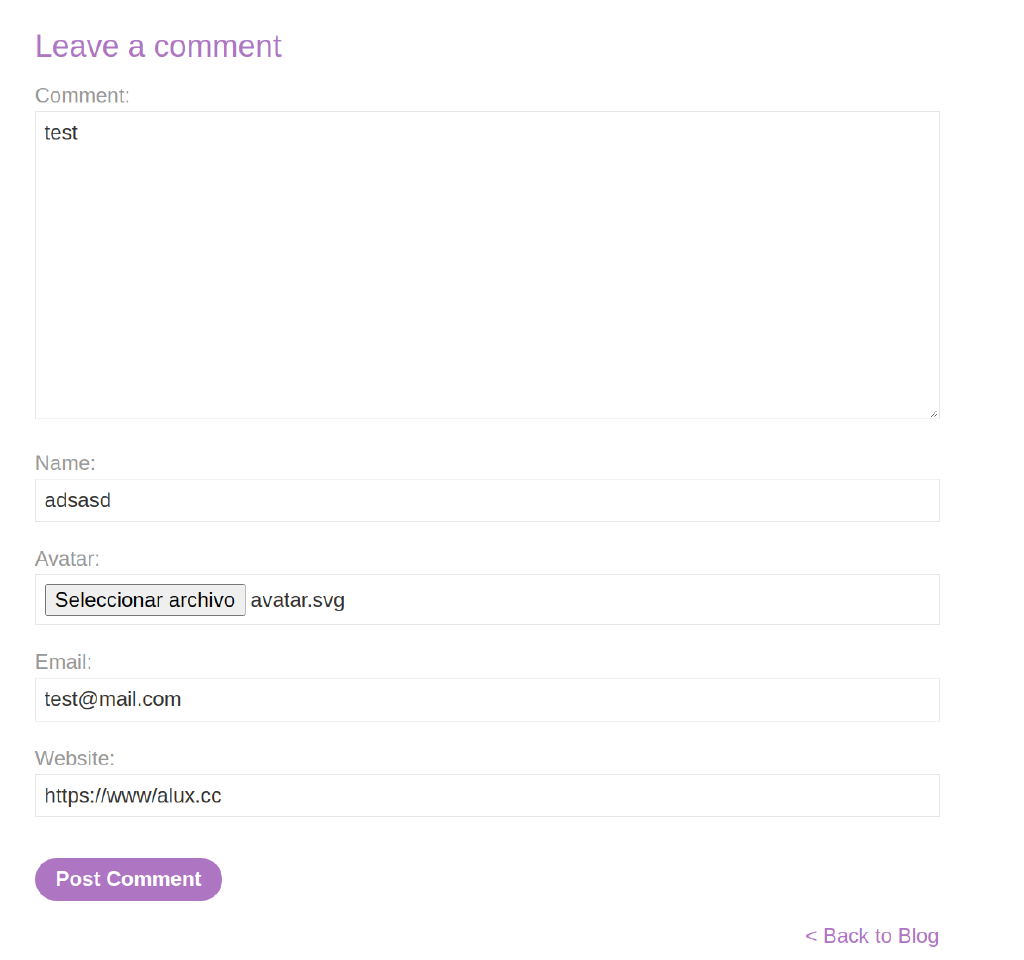 Leave a comment
Comment:
test
Name:
adsasd
Avatar:
Seleccionar archivo avatar.svg
Email:
test@mail.com
Website:
https://www/alux.cc
Post Comment
< Back to Blog